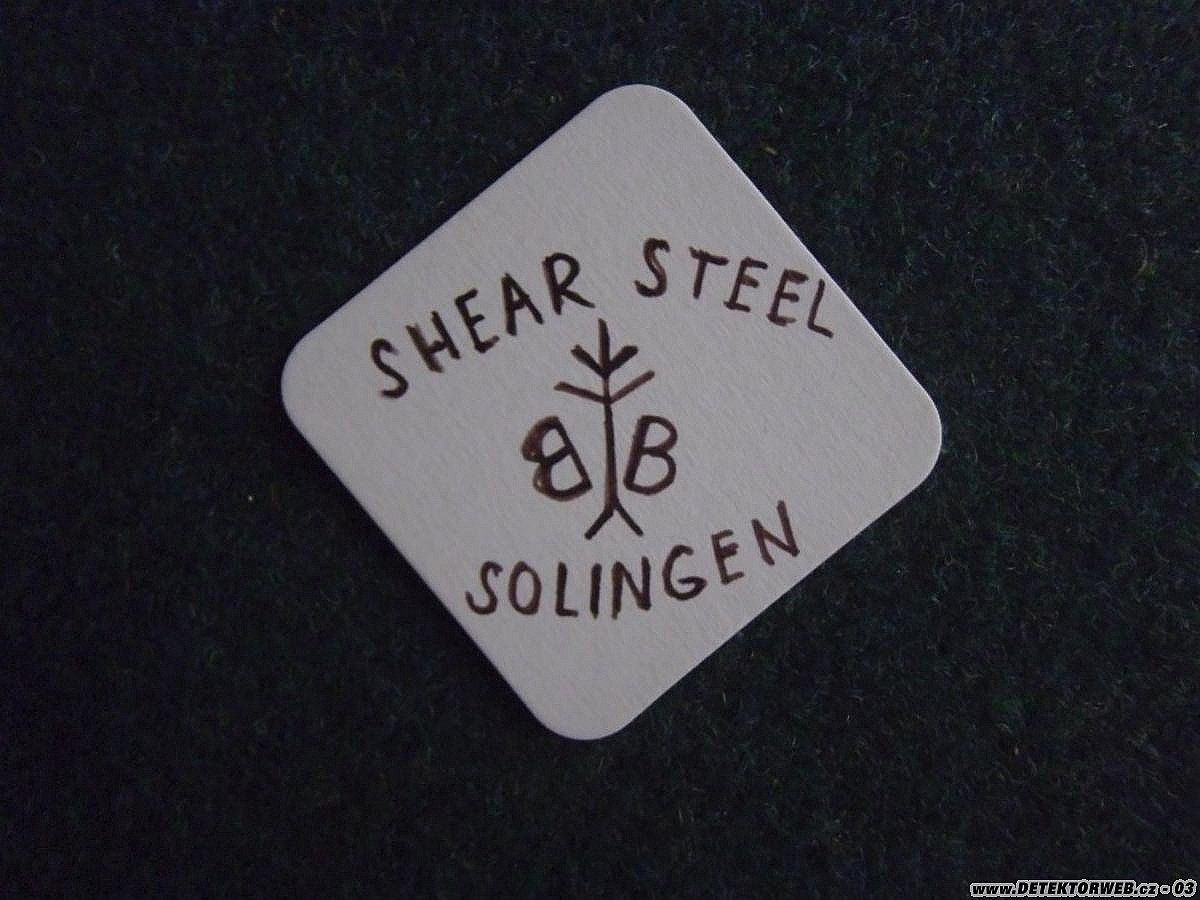 SHEAR STEEL
B B
SOLINGEN
www.DETEKTORWEB.cz - 03